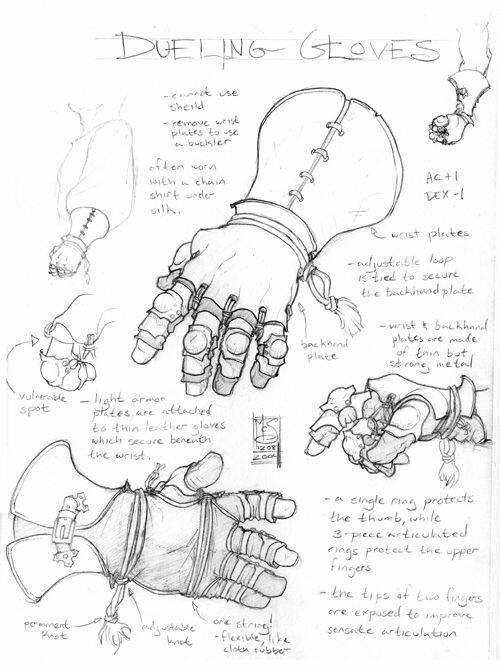 DUELING GLOVES
- cannot use
sheild
- remove wrist
plates to use
a buckler
often worn
with a chain
shirt under
silk.
AC+1
DEX-1
wrist plates
- adjustable loop
is tied to secure
the backhand plate
backhand
plate
- wrist & backhand
plates are made
of thin but
strong metal
vulnerable
spot
- light armor
plates are attached
to thin leather gloves
which secure beneath
the wrist.
- a single ring protects
the thumb, while
3-piece articulated
rings protect the upper
fingers
- the tips of two fingers
are exposed to improve
sensate articulation
permanent
knot
adjustable
knot
one string
- flexible, like
cloth rubber